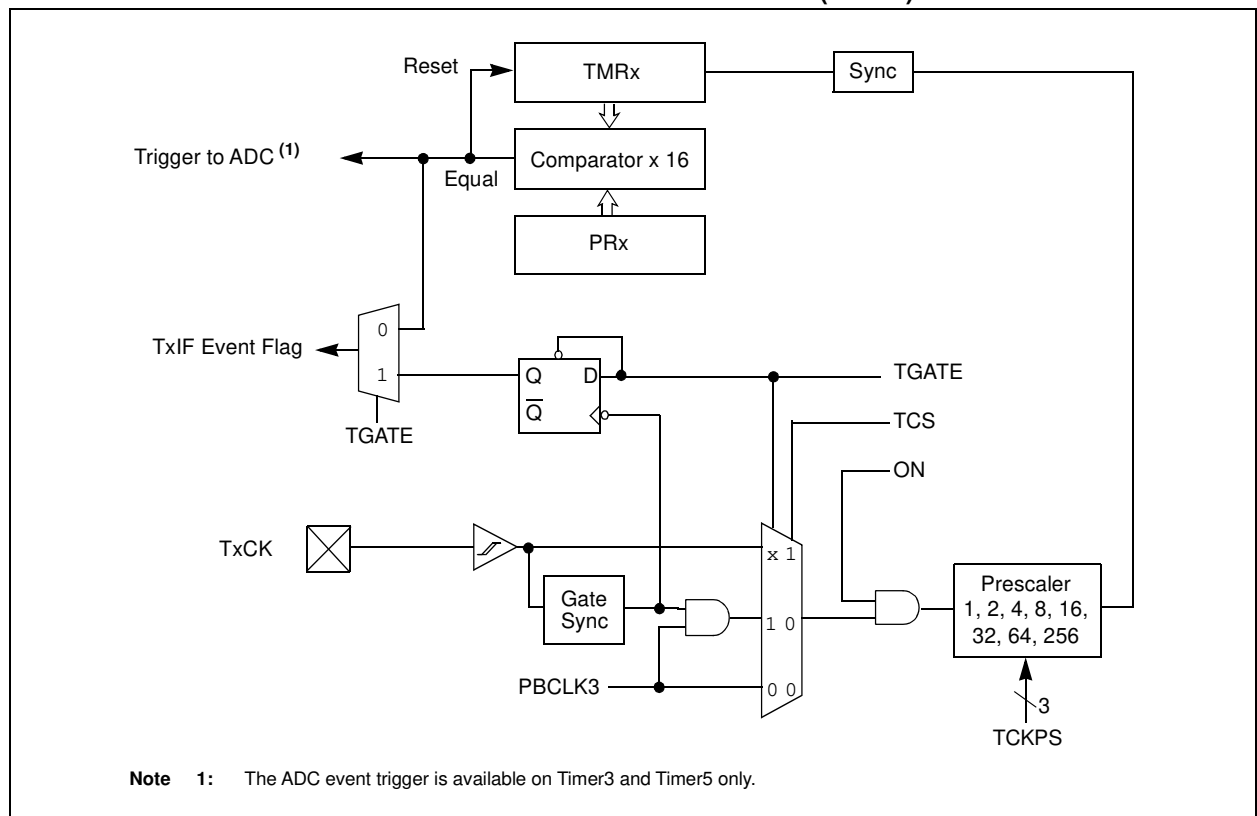 Reset
TMRx
Sync
Trigger to ADC (1)
Equal
Comparator x 16
PRx
0
TxIF Event Flag
1
TGATE
Q D
Q
TGATE
TCS
ON
TxCK
x 1
Gate
Sync
1 0
Prescaler
1, 2, 4, 8, 16,
32, 64, 256
PBCLK3
0 0
3
TCKPS
Note 1: The ADC event trigger is available on Timer3 and Timer5 only.